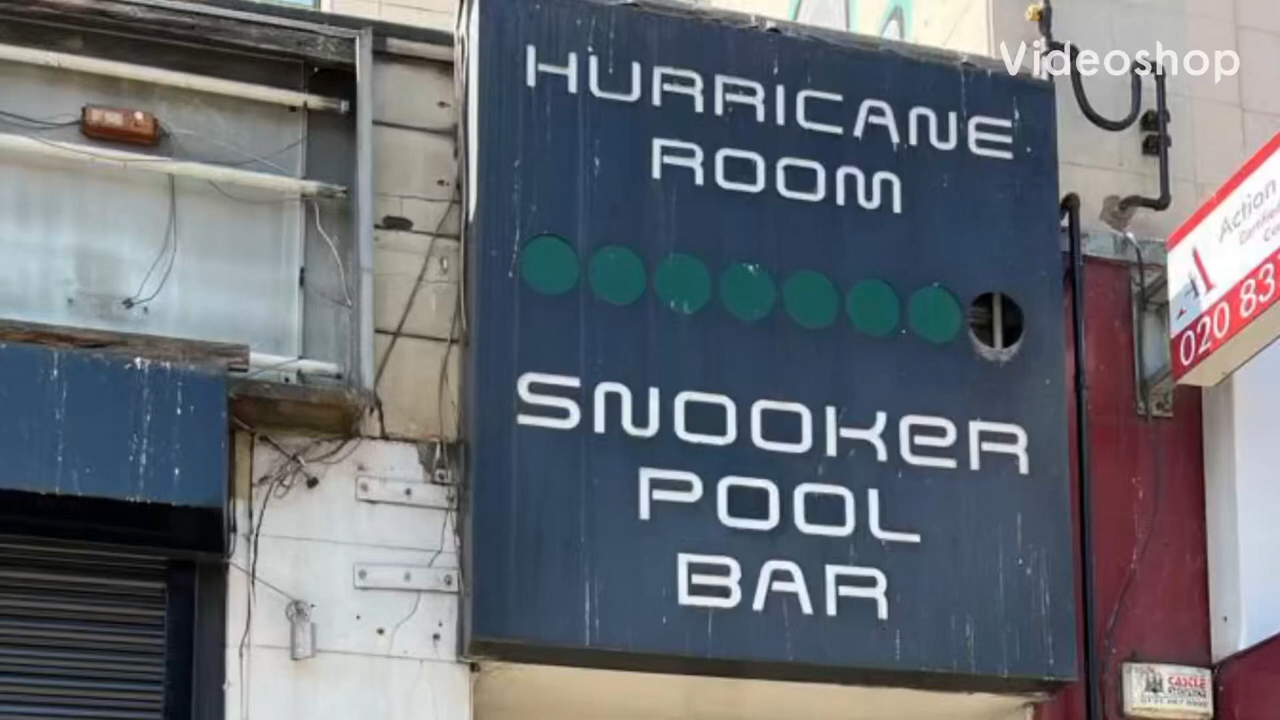 Videoshop
HURRICANE
ROOM
SNOOKER
POOL
BAR
Action
A
020 83
CASTLE